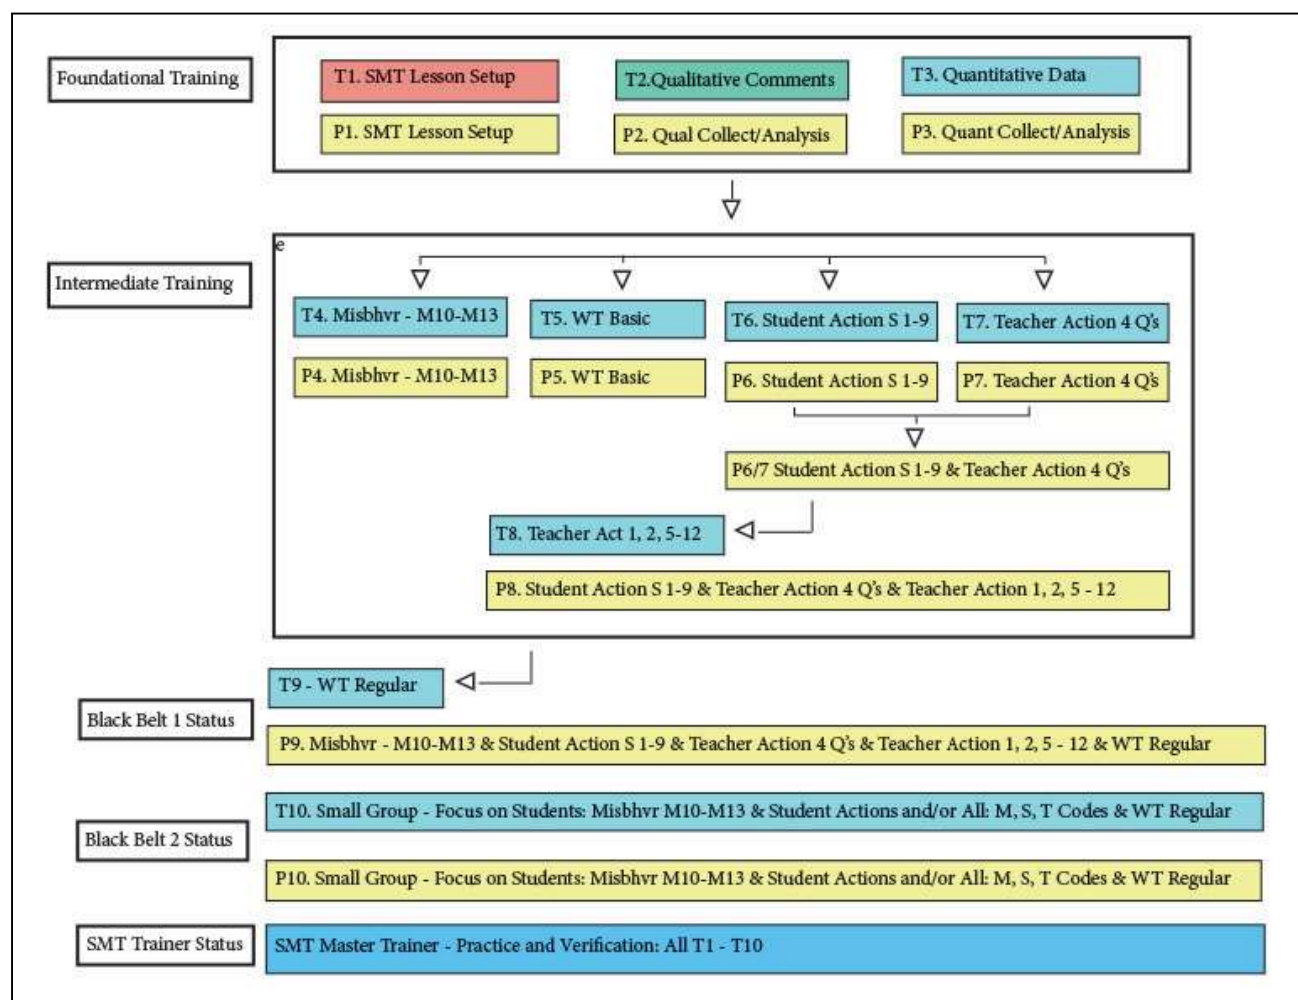 Foundational Training
T1. SMT Lesson Setup
T2.Qualitative Comments
T3. Quantitative Data
P1. SMT Lesson Setup
P2. Qual Collect/Analysis
P3. Quant Collect/Analysis
e
Intermediate Training
T4. Misbhvr - M10-M13
T5. WT Basic
T6. Student Action S 1-9
T7. Teacher Action 4 Q's
P4. Misbhvr - M10-M13
P5. WT Basic
P6. Student Action S 1-9
P7. Teacher Action 4 Q's
P6/7 Student Action S 1-9 & Teacher Action 4 Q's
T8. Teacher Act 1, 2, 5-12
P8. Student Action S 1-9 & Teacher Action 4 Q's & Teacher Action 1, 2, 5 - 12
T9 - WT Regular
Black Belt 1 Status
P9. Misbhvr - M10-M13 & Student Action S 1-9 & Teacher Action 4 Q's & Teacher Action 1, 2, 5 - 12 & WT Regular
T10. Small Group - Focus on Students: Misbhvr M10-M13 & Student Actions and/or All: M, S, T Codes & WT Regular
Black Belt 2 Status
P10. Small Group - Focus on Students: Misbhvr M10-M13 & Student Actions and/or All: M, S, T Codes & WT Regular
SMT Trainer Status
SMT Master Trainer - Practice and Verification: All T1 - T10